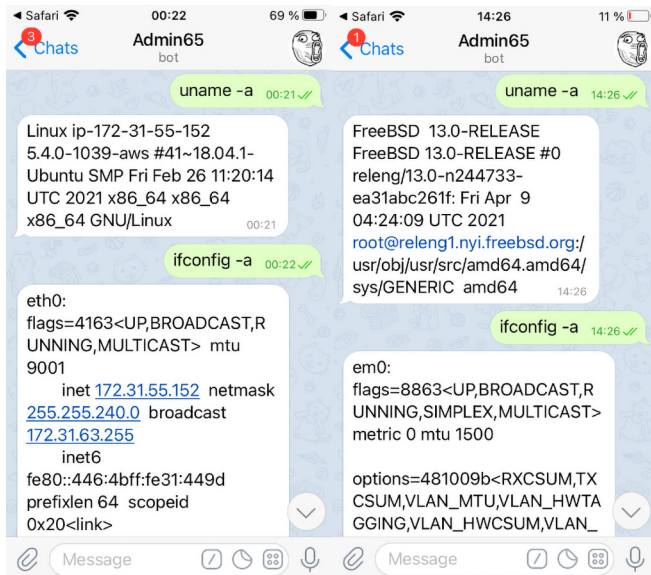 ◀ Safari 00:22 69 %
3
Chats
Admin65
bot
uname -a 00:21
Linux ip-172-31-55-152
5.4.0-1039-aws #41~18.04.1-
Ubuntu SMP Fri Feb 26 11:20:14
UTC 2021 x86_64 x86_64
x86_64 GNU/Linux 00:21
ifconfig -a 00:22
eth0:
flags=4163<UP,BROADCAST,R
UNNING,MULTICAST> mtu
9001
inet 172.31.55.152 netmask
255.255.240.0 broadcast
172.31.63.255
inet6
fe80::446:4bff:fe31:449d
prefixlen 64 scopeid
0x20<link>
Message
◀ Safari 14:26 11 %
1
Chats
Admin65
bot
uname -a 14:26
FreeBSD 13.0-RELEASE
FreeBSD 13.0-RELEASE #0
releng/13.0-n244733-
ea31abc261f: Fri Apr 9
04:24:09 UTC 2021
root@releng1.nyi.freebsd.org:/
usr/obj/usr/src/amd64.amd64/
sys/GENERIC amd64 14:26
ifconfig -a 14:26
em0:
flags=8863<UP,BROADCAST,R
UNNING,SIMPLEX,MULTICAST>
metric 0 mtu 1500
options=481009b<RXCSUM,TX
CSUM,VLAN_MTU,VLAN_HWTA
GGING,VLAN_HWCSUM,VLAN_
Message